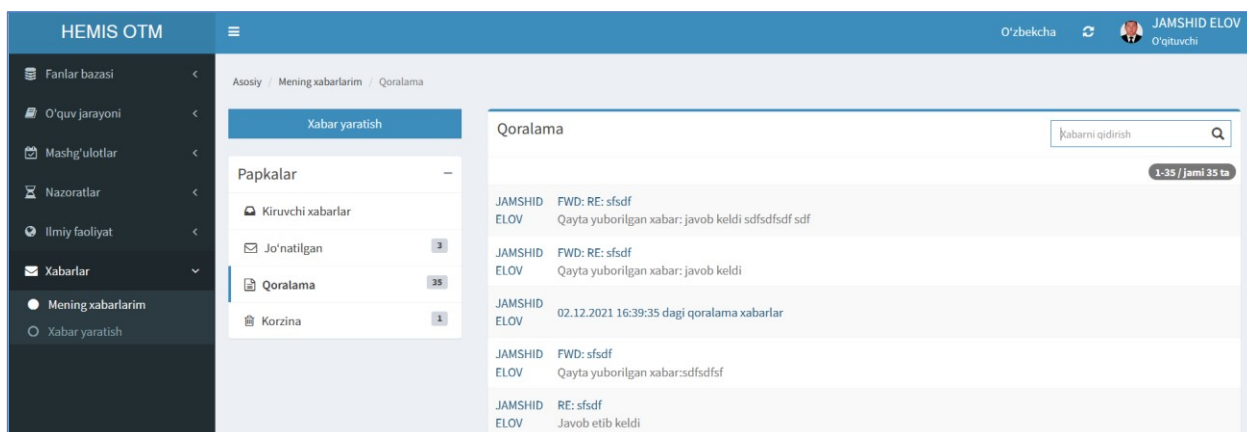 HEMIS OTM
O'zbekcha
JAMSHID ELOV
O'qituvchi
Fanlar bazasi
O'quv jarayoni
Mashg'ulotlar
Nazoratlar
Ilmiy faoliyat
Xabarlar
Mening xabarlarim
Xabar yaratish
Asosiy / Mening xabarlarim / Qoralama
Xabar yaratish
Papkalar
Kiruvchi xabarlar
Jo'natilgan 3
Qoralama 35
Korzina 1
Qoralama
Xabarni qidirish
1-35 / jami 35 ta
JAMSHID FWD: RE: sfsdf
ELOV Qayta yuborilgan xabar: javob keldi sdfsdfsdf sdf
JAMSHID FWD: RE: sfsdf
ELOV Qayta yuborilgan xabar: javob keldi
JAMSHID
ELOV 02.12.2021 16:39:35 dagi qoralama xabarlar
JAMSHID FWD: sfsdf
ELOV Qayta yuborilgan xabar:sdfsdfsf
JAMSHID RE: sfsdf
ELOV Javob etib keldi